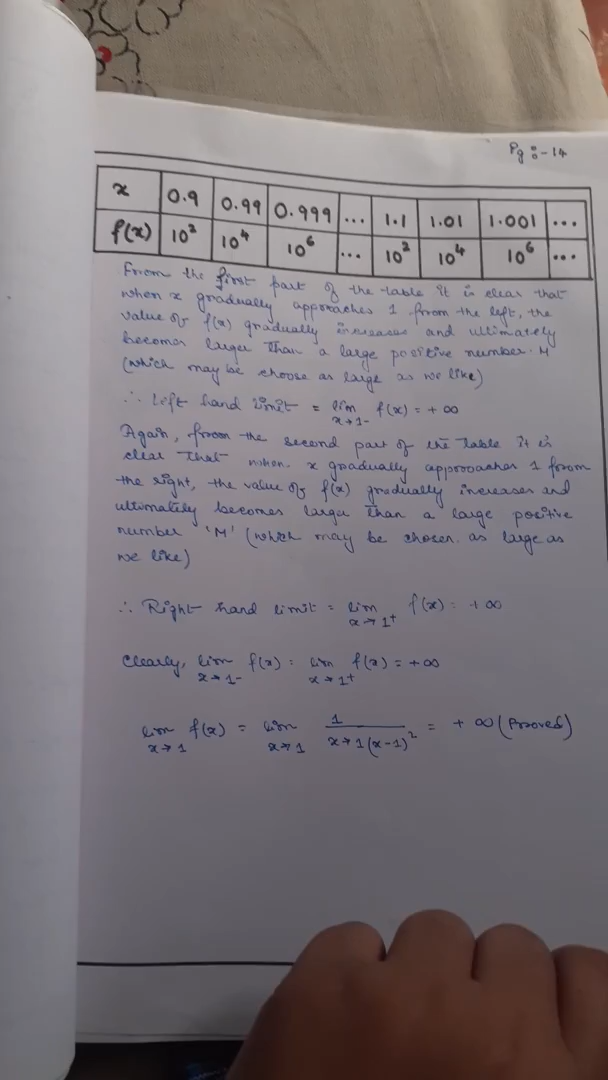 Pg :- 14
x 0.9 0.99 0.999 ... 1.1 1.01 1.001 ...
f(x) 10² 10⁴ 10⁶ ... 10² 10⁴ 10⁶ ...
From the first part of the table it is clear that
when x gradually approaches 1 from the left, the
value of f(x) gradually increases and ultimately
becomes larger than a large positive number. M
(which may be choose as large as we like)
∴ Left hand limit = lim f(x) = + ∞
x→1-
Again, from the second part of the table it is
clear that when. x gradually approaches 1 from
the right, the value of f(x) gradually increases and
ultimately becomes larger than a large positive
number 'M' (which may be chosen. as large as
we like)
∴ Right hand limit = lim f(x) = +∞
x→1⁺
Clearly, lim f(x) = lim f(x) = +∞
x→1- x→1⁺
lim f(x) = lim 1/(x→1(x-1)²) = + ∞ (Proved)
x→1 x→1